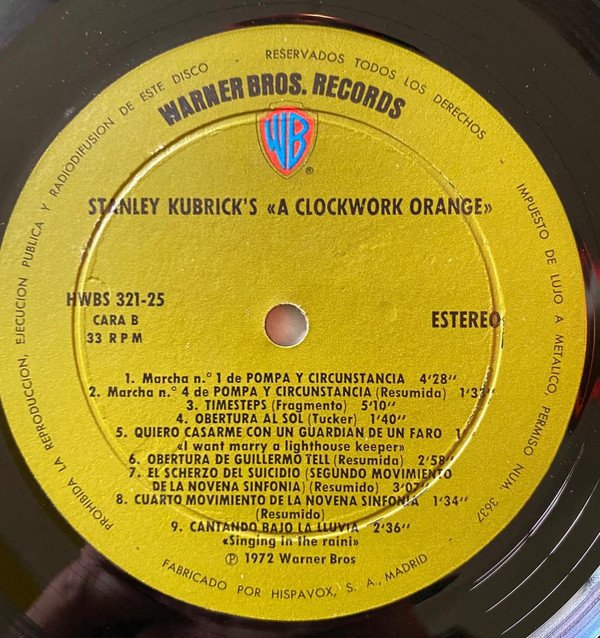 PROHIBIDA LA REPRODUCCION, EJECUCION PUBLICA Y RADIODIFUSION DE ESTE DISCO
RESERVADOS TODOS LOS DERECHOS
IMPUESTO DE LUJO A METALICO, PERMISO NUM. 3637
WARNER BROS. RECORDS
WB
®
STANLEY KUBRICK'S «A CLOCKWORK ORANGE»
HWBS 321-25
CARA B
33 RPM
ESTEREO
1. Marcha n.º 1 de POMPA Y CIRCUNSTANCIA 4'28''
2. Marcha n.º 4 de POMPA Y CIRCUNSTANCIA (Resumida) 1'33''
3. TIMESTEPS (Fragmento) 5'10''
4. OBERTURA AL SOL (Tucker) 1'40''
5. QUIERO CASARME CON UN GUARDIAN DE UN FARO 1
«I want marry a lighthouse keeper»
6. OBERTURA DE GUILLERMO TELL (Resumida) 2'58''
7. EL SCHERZO DEL SUICIDIO (SEGUNDO MOVIMIENTO
DE LA NOVENA SINFONIA) (Resumido) 3'07''
8. CUARTO MOVIMIENTO DE LA NOVENA SINFONIA 1'34''
(Resumido)
9. CANTANDO BAJO LA LLUVIA 2'36''
«Singing in the raini»
Ⓟ 1972 Warner Bros
FABRICADO POR HISPAVOX, S. A., MADRID